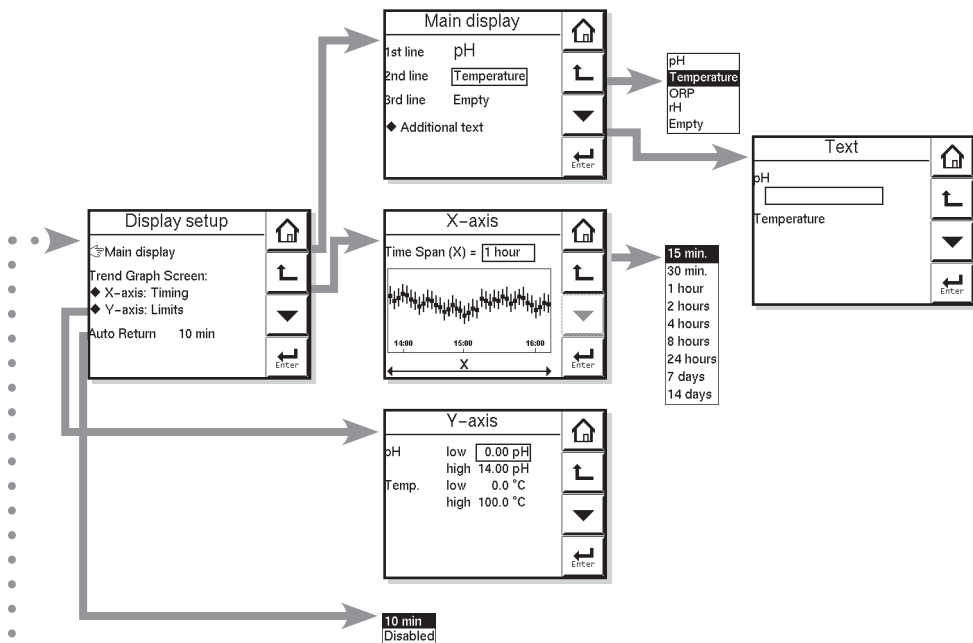 Main display
1st line pH
2nd line Temperature
3rd line Empty
◆ Additional text
Enter
pH
Temperature
ORP
rH
Empty
Text
pH
Temperature
Enter
Display setup
Main display
Trend Graph Screen:
◆ X-axis: Timing
◆ Y-axis: Limits
Auto Return 10 min
Enter
X-axis
Time Span (X) = 1 hour
14:00 15:00 16:00
X
Enter
15 min.
30 min.
1 hour
2 hours
4 hours
8 hours
24 hours
7 days
14 days
Y-axis
pH low 0.00 pH
high 14.00 pH
Temp. low 0.0 °C
high 100.0 °C
Enter
10 min
Disabled